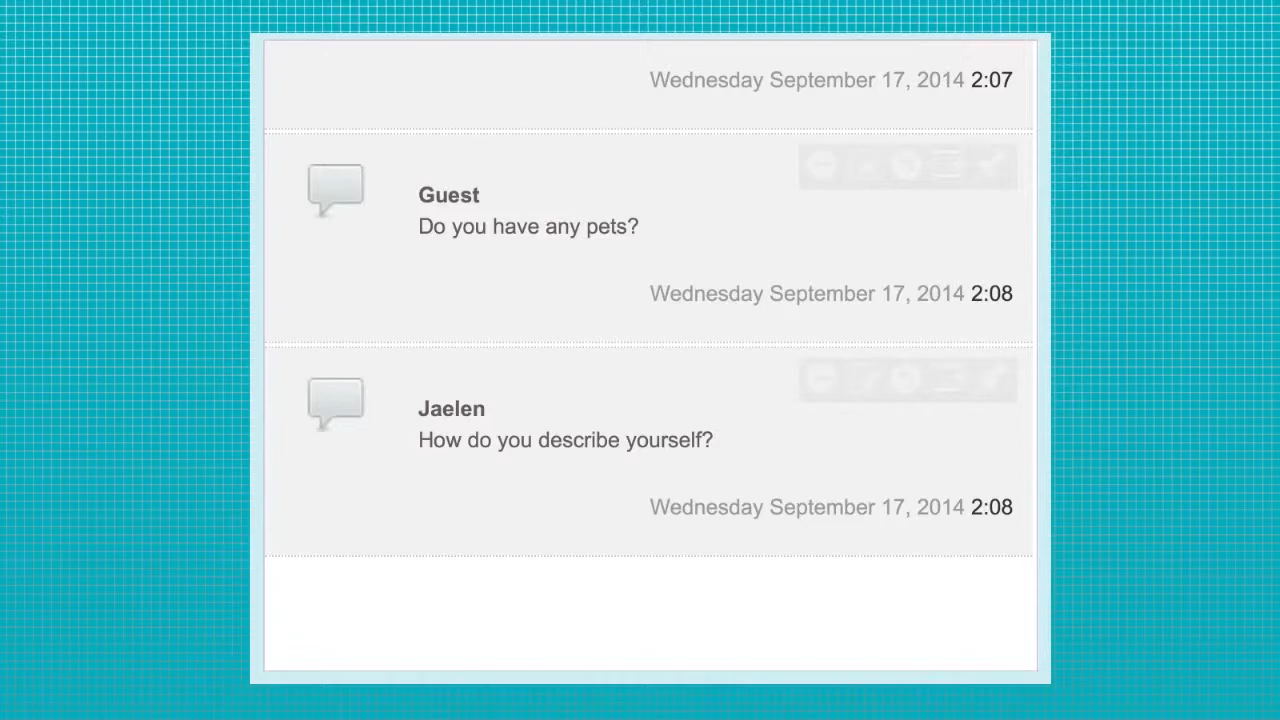 Wednesday September 17, 2014 2:07
Guest
Do you have any pets?
Wednesday September 17, 2014 2:08
Jaelen
How do you describe yourself?
Wednesday September 17, 2014 2:08